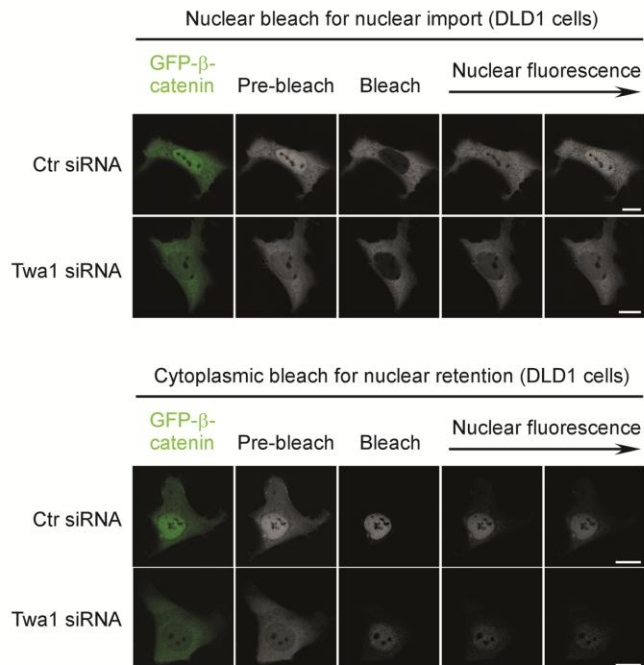 Nuclear bleach for nuclear import (DLD1 cells)
GFP-β-
catenin
Pre-bleach
Bleach
Nuclear fluorescence
Ctr siRNA
Twa1 siRNA
Cytoplasmic bleach for nuclear retention (DLD1 cells)
GFP-β-
catenin
Pre-bleach
Bleach
Nuclear fluorescence
Ctr siRNA
Twa1 siRNA